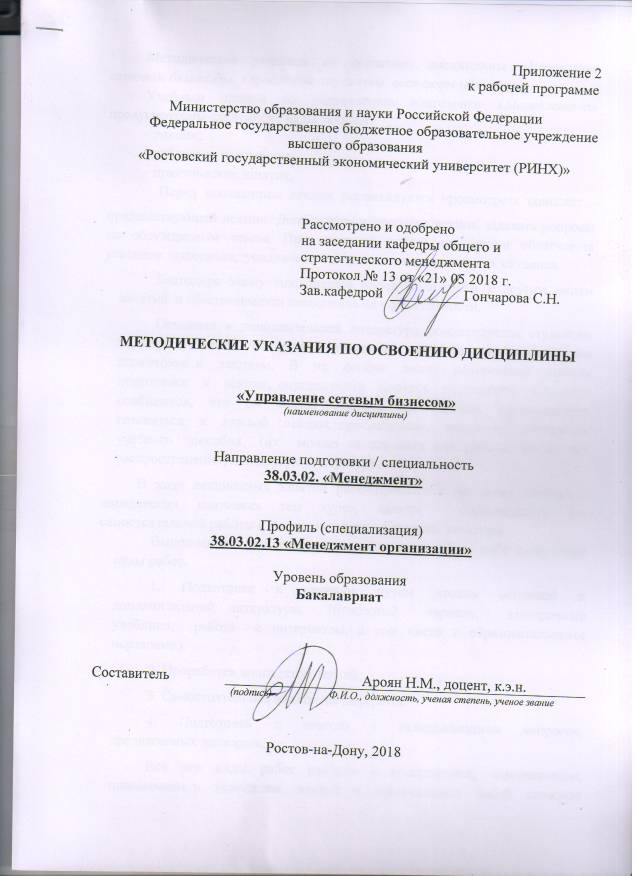 Приложение 2
к рабочей программе
Министерство образования и науки Российской Федерации
Федеральное государственное бюджетное образовательное учреждение
высшего образования
«Ростовский государственный экономический университет (РИНХ)»
Рассмотрено и одобрено
на заседании кафедры общего и
стратегического менеджмента
Протокол № 13 от «21» 05 2018 г.
Зав.кафедрой Гончарова С.Н.
МЕТОДИЧЕСКИЕ УКАЗАНИЯ ПО ОСВОЕНИЮ ДИСЦИПЛИНЫ
«Управление сетевым бизнесом»
(наименование дисциплины)
Направление подготовки / специальность
38.03.02. «Менеджмент»
Профиль (специализация)
38.03.02.13 «Менеджмент организации»
Уровень образования
Бакалавриат
Составитель Ароян Н.М., доцент, к.э.н.
(подпись) Ф.И.О., должность, ученая степень, ученое звание
Ростов-на-Дону, 2018